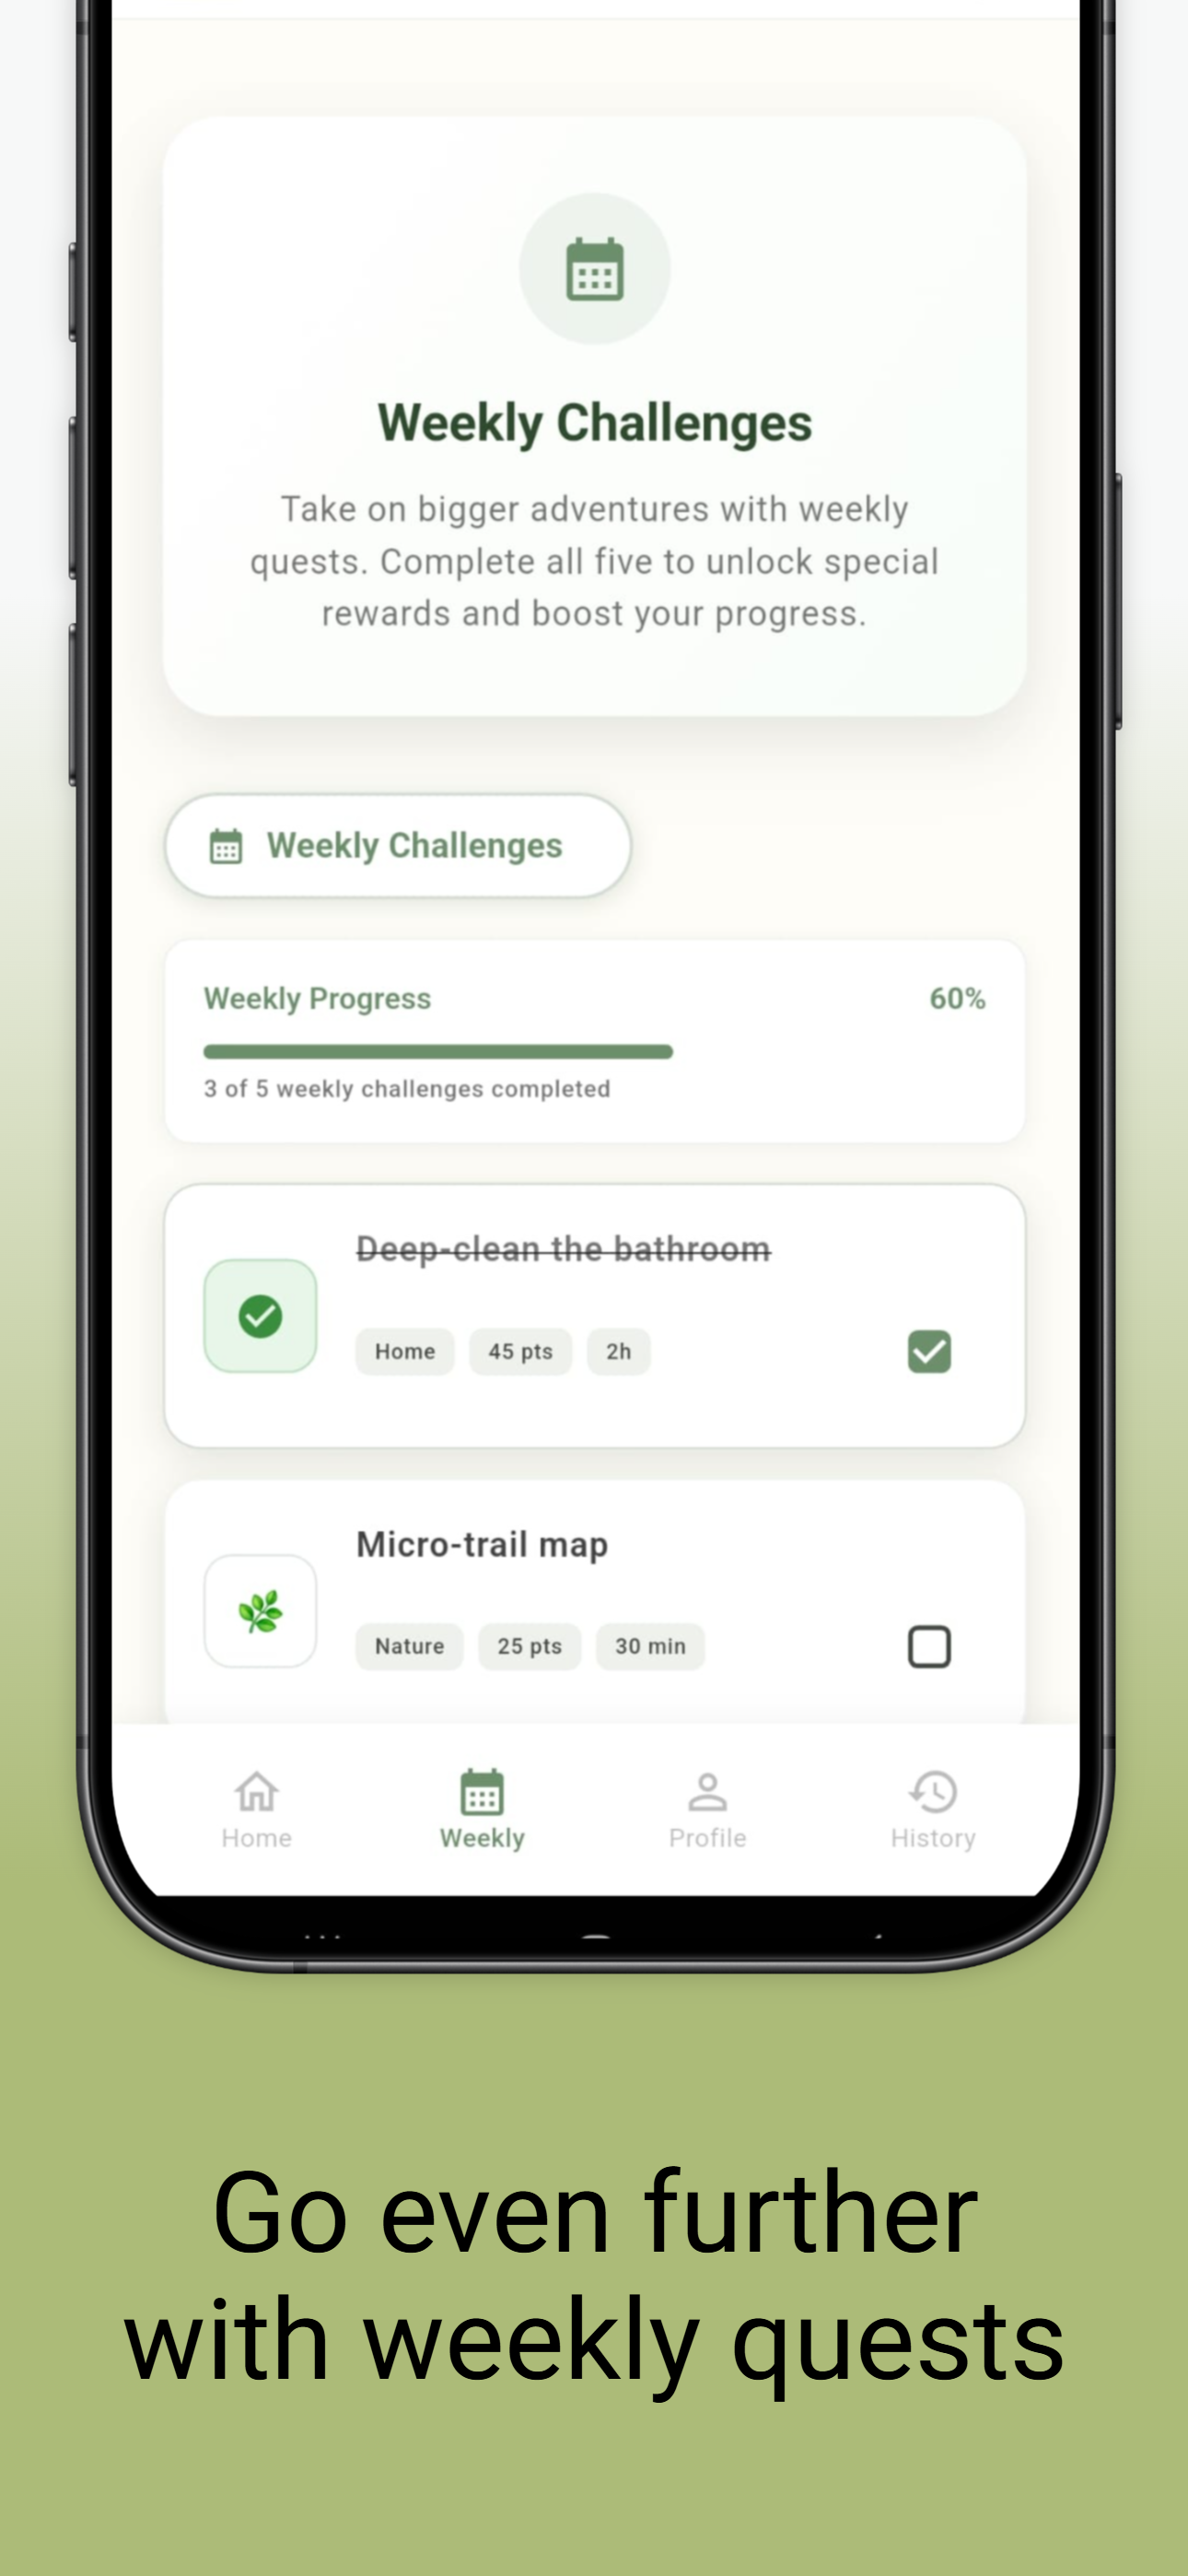 Weekly Challenges
Take on bigger adventures with weekly
quests. Complete all five to unlock special
rewards and boost your progress.
Weekly Challenges
Weekly Progress 60%
3 of 5 weekly challenges completed
Deep-clean the bathroom
Home 45 pts 2h
Micro-trail map
Nature 25 pts 30 min
Home Weekly Profile History
Go even further
with weekly quests